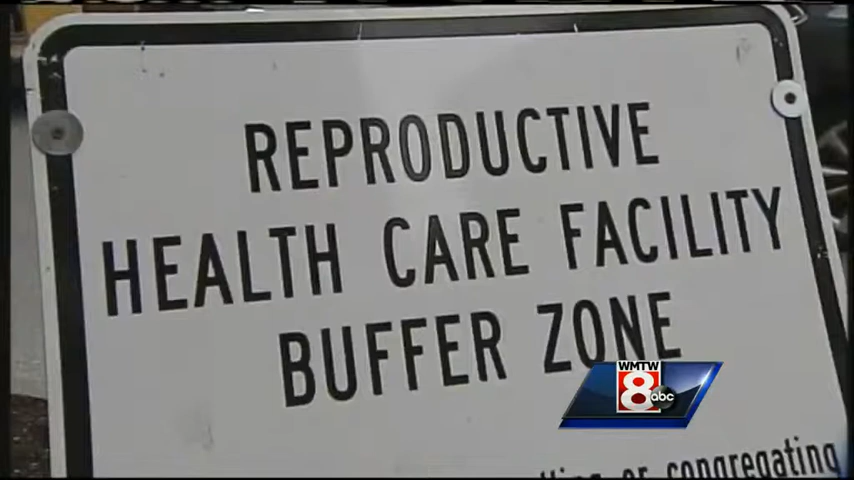 REPRODUCTIVE
HEALTH CARE FACILITY
BUFFER ZONE
WMTW
8 abc
or congregating